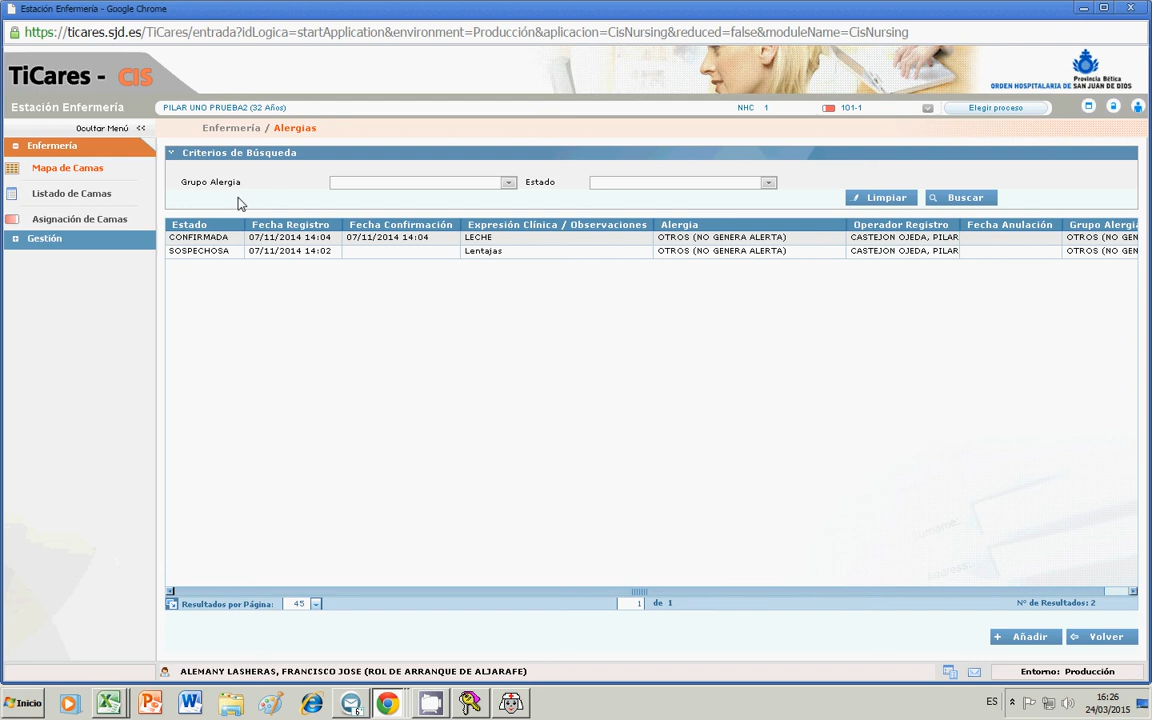 Estación Enfermería - Google Chrome
https://ticares.sjd.es/TiCares/entrada?idLogica=startApplication&environment=Producción&aplicacion=CisNursing&reduced=false&moduleName=CisNursing
TiCares - CIS
Provincia Bética
ORDEN HOSPITALARIA DE SAN JUAN DE DIOS
Estación Enfermería
PILAR UNO PRUEBA2 (32 Años)
NHC 1
101-1
Elegir proceso
Ocultar Menú <<
Enfermería / Alergias
Enfermería
Mapa de Camas
Listado de Camas
Asignación de Camas
Gestión
Criterios de Búsqueda
Grupo Alergia
Estado
Limpiar
Buscar
Estado Fecha Registro Fecha Confirmación Expresión Clínica / Observaciones Alergia Operador Registro Fecha Anulación Grupo Alergia
CONFIRMADA 07/11/2014 14:04 07/11/2014 14:04 LECHE OTROS (NO GENERA ALERTA) CASTEJON OJEDA, PILAR OTROS (NO GEN
SOSPECHOSA 07/11/2014 14:02 Lentajas OTROS (NO GENERA ALERTA) CASTEJON OJEDA, PILAR OTROS (NO GEN
Resultados por Página: 45
1 de 1
Nº de Resultados: 2
+ Añadir
Volver
ALEMANY LASHERAS, FRANCISCO JOSE (ROL DE ARRANQUE DE ALJARAFE)
Entorno: Producción
Inicio
ES
16:26
24/03/2015